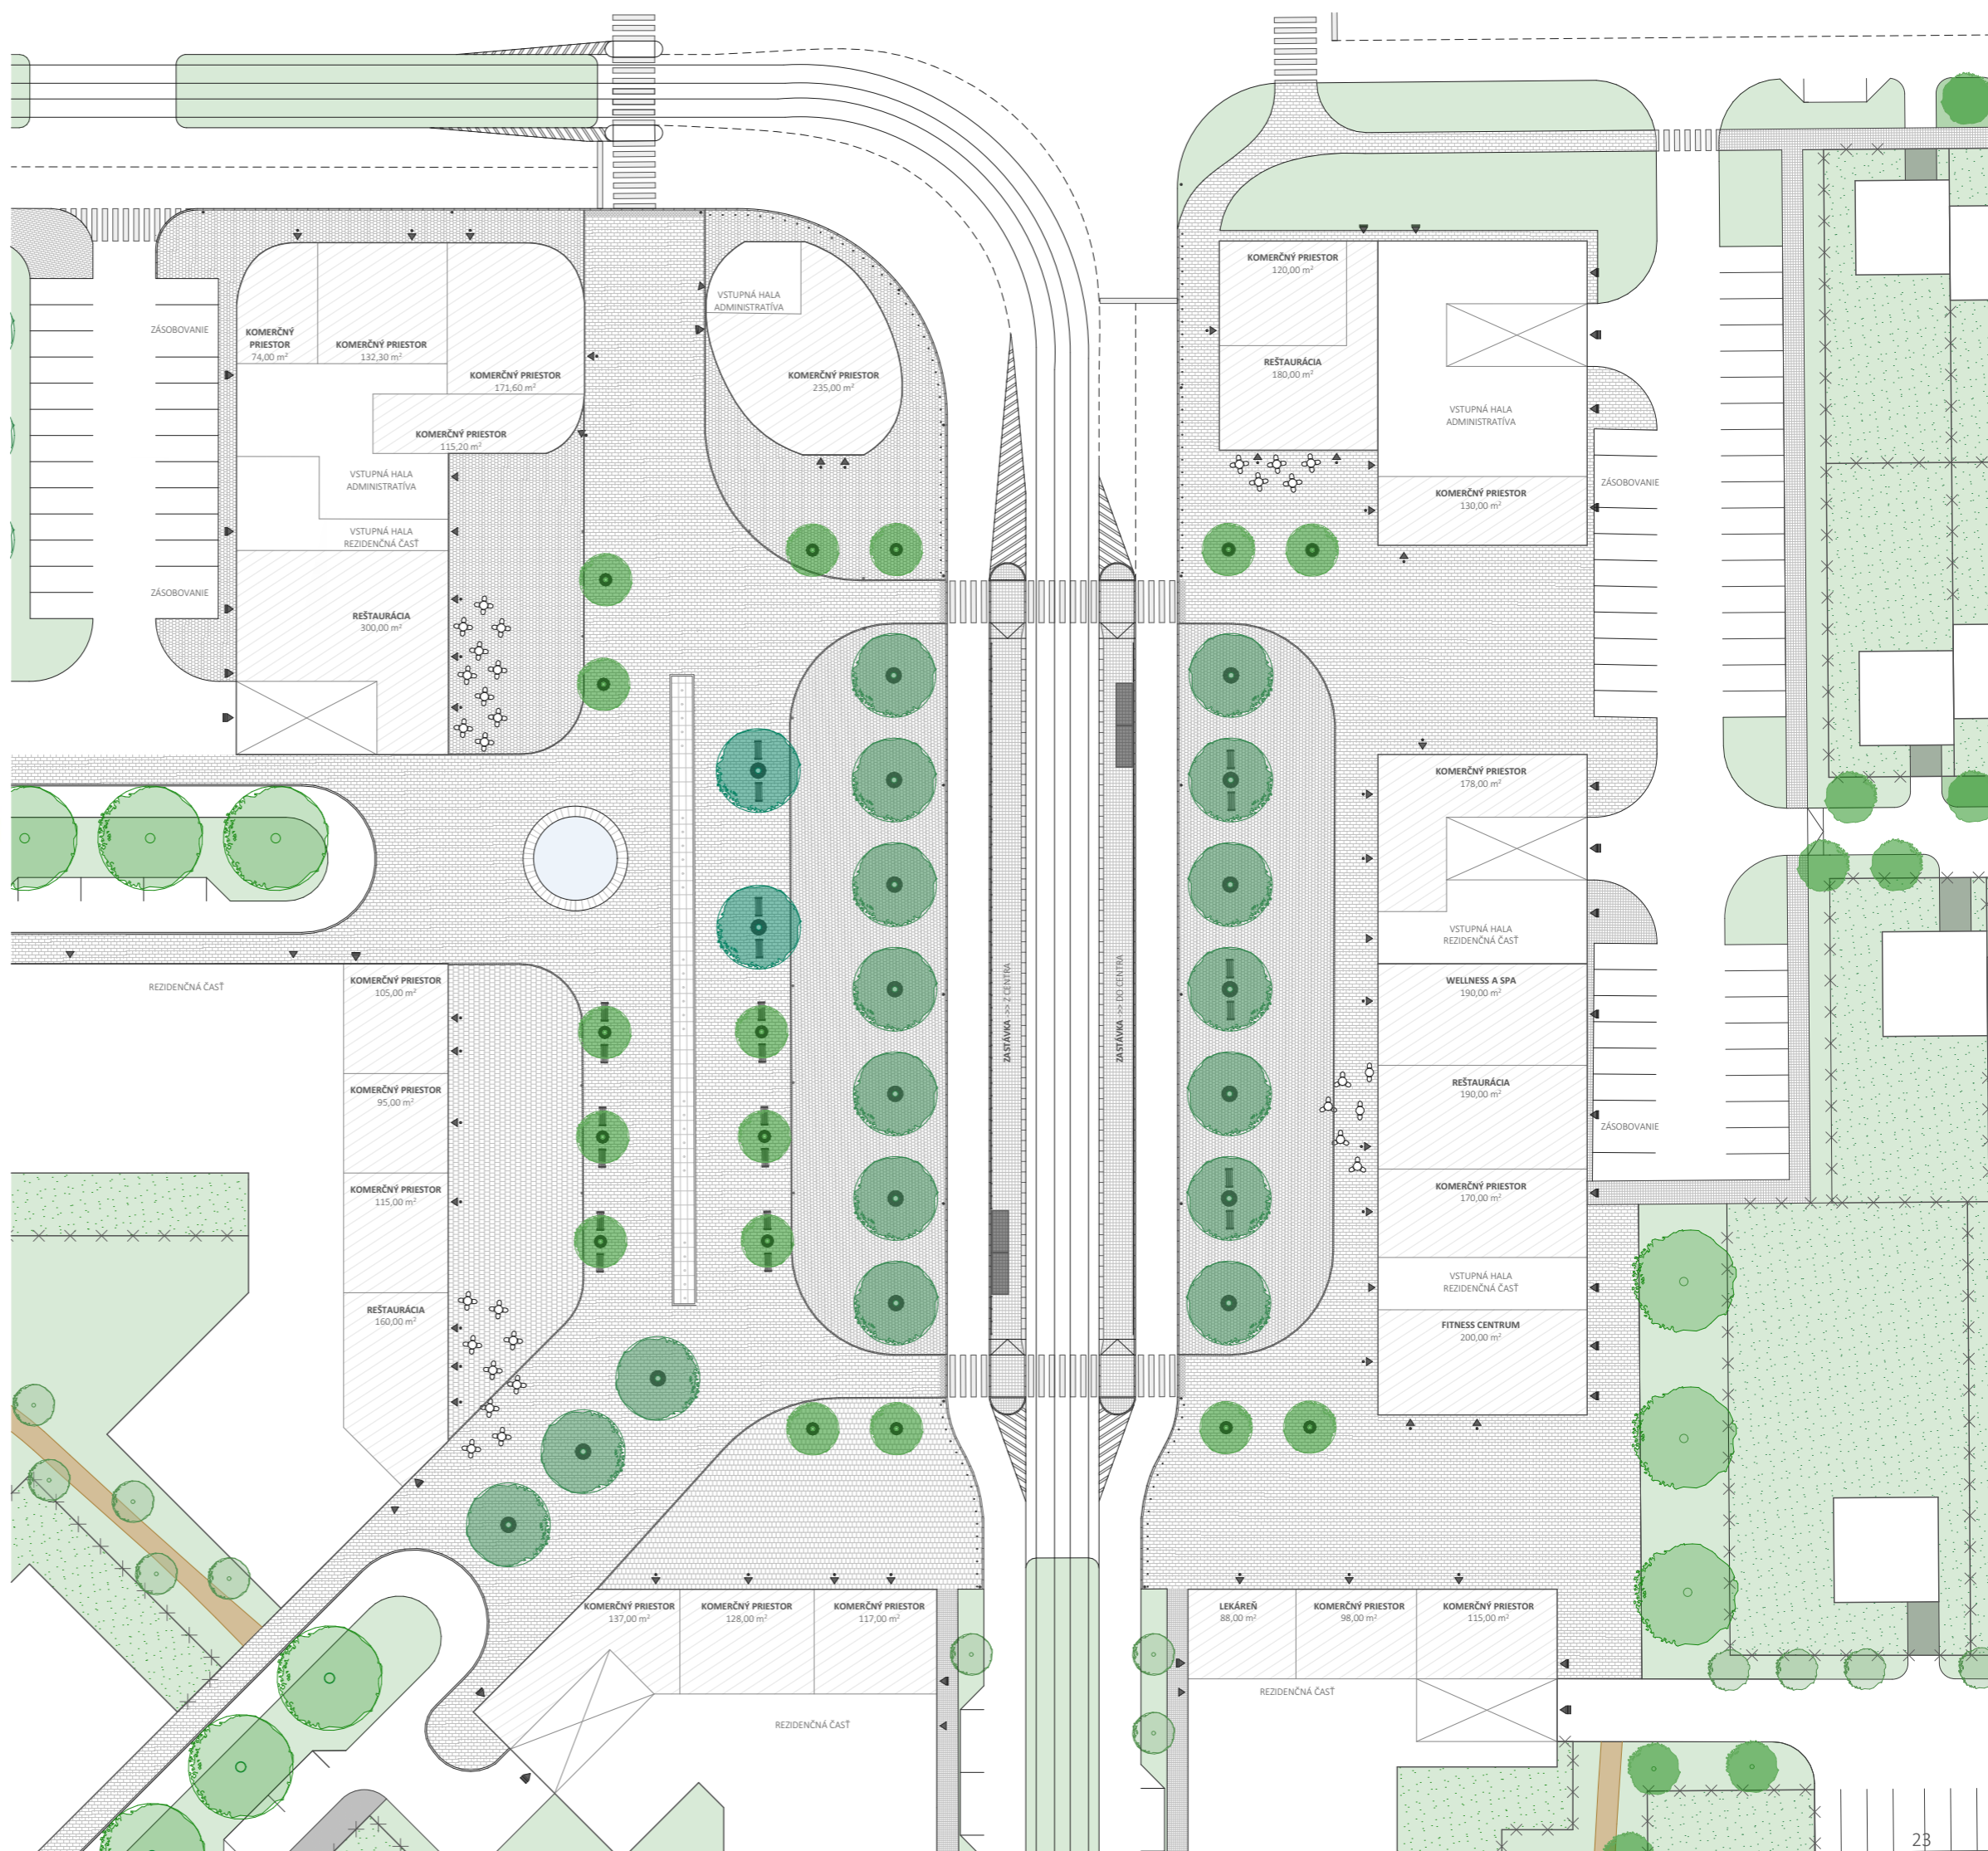 KOMERČNÝ PRIESTOR
120,00 m²
VSTUPNÁ HALA
ADMINISTRATÍVA
ZÁSOBOVANIE
KOMERČNÝ
PRIESTOR
74,00 m²
KOMERČNÝ PRIESTOR
132,30 m²
KOMERČNÝ PRIESTOR
171,60 m²
KOMERČNÝ PRIESTOR
235,00 m²
REŠTAURÁCIA
180,00 m²
VSTUPNÁ HALA
ADMINISTRATÍVA
KOMERČNÝ PRIESTOR
115,20 m²
VSTUPNÁ HALA
ADMINISTRATÍVA
ZÁSOBOVANIE
KOMERČNÝ PRIESTOR
130,00 m²
VSTUPNÁ HALA
REZIDENČNÁ ČASŤ
ZÁSOBOVANIE
REŠTAURÁCIA
300,00 m²
KOMERČNÝ PRIESTOR
178,00 m²
VSTUPNÁ HALA
REZIDENČNÁ ČASŤ
REZIDENČNÁ ČASŤ
KOMERČNÝ PRIESTOR
105,00 m²
ZASTÁVKA >> Z CENTRA
ZASTÁVKA >> DO CENTRA
WELLNESS A SPA
190,00 m²
KOMERČNÝ PRIESTOR
95,00 m²
REŠTAURÁCIA
190,00 m²
ZÁSOBOVANIE
KOMERČNÝ PRIESTOR
115,00 m²
KOMERČNÝ PRIESTOR
170,00 m²
VSTUPNÁ HALA
REZIDENČNÁ ČASŤ
REŠTAURÁCIA
160,00 m²
FITNESS CENTRUM
200,00 m²
KOMERČNÝ PRIESTOR
137,00 m²
KOMERČNÝ PRIESTOR
128,00 m²
KOMERČNÝ PRIESTOR
117,00 m²
LEKÁREŇ
88,00 m²
KOMERČNÝ PRIESTOR
98,00 m²
KOMERČNÝ PRIESTOR
115,00 m²
REZIDENČNÁ ČASŤ
REZIDENČNÁ ČASŤ
23